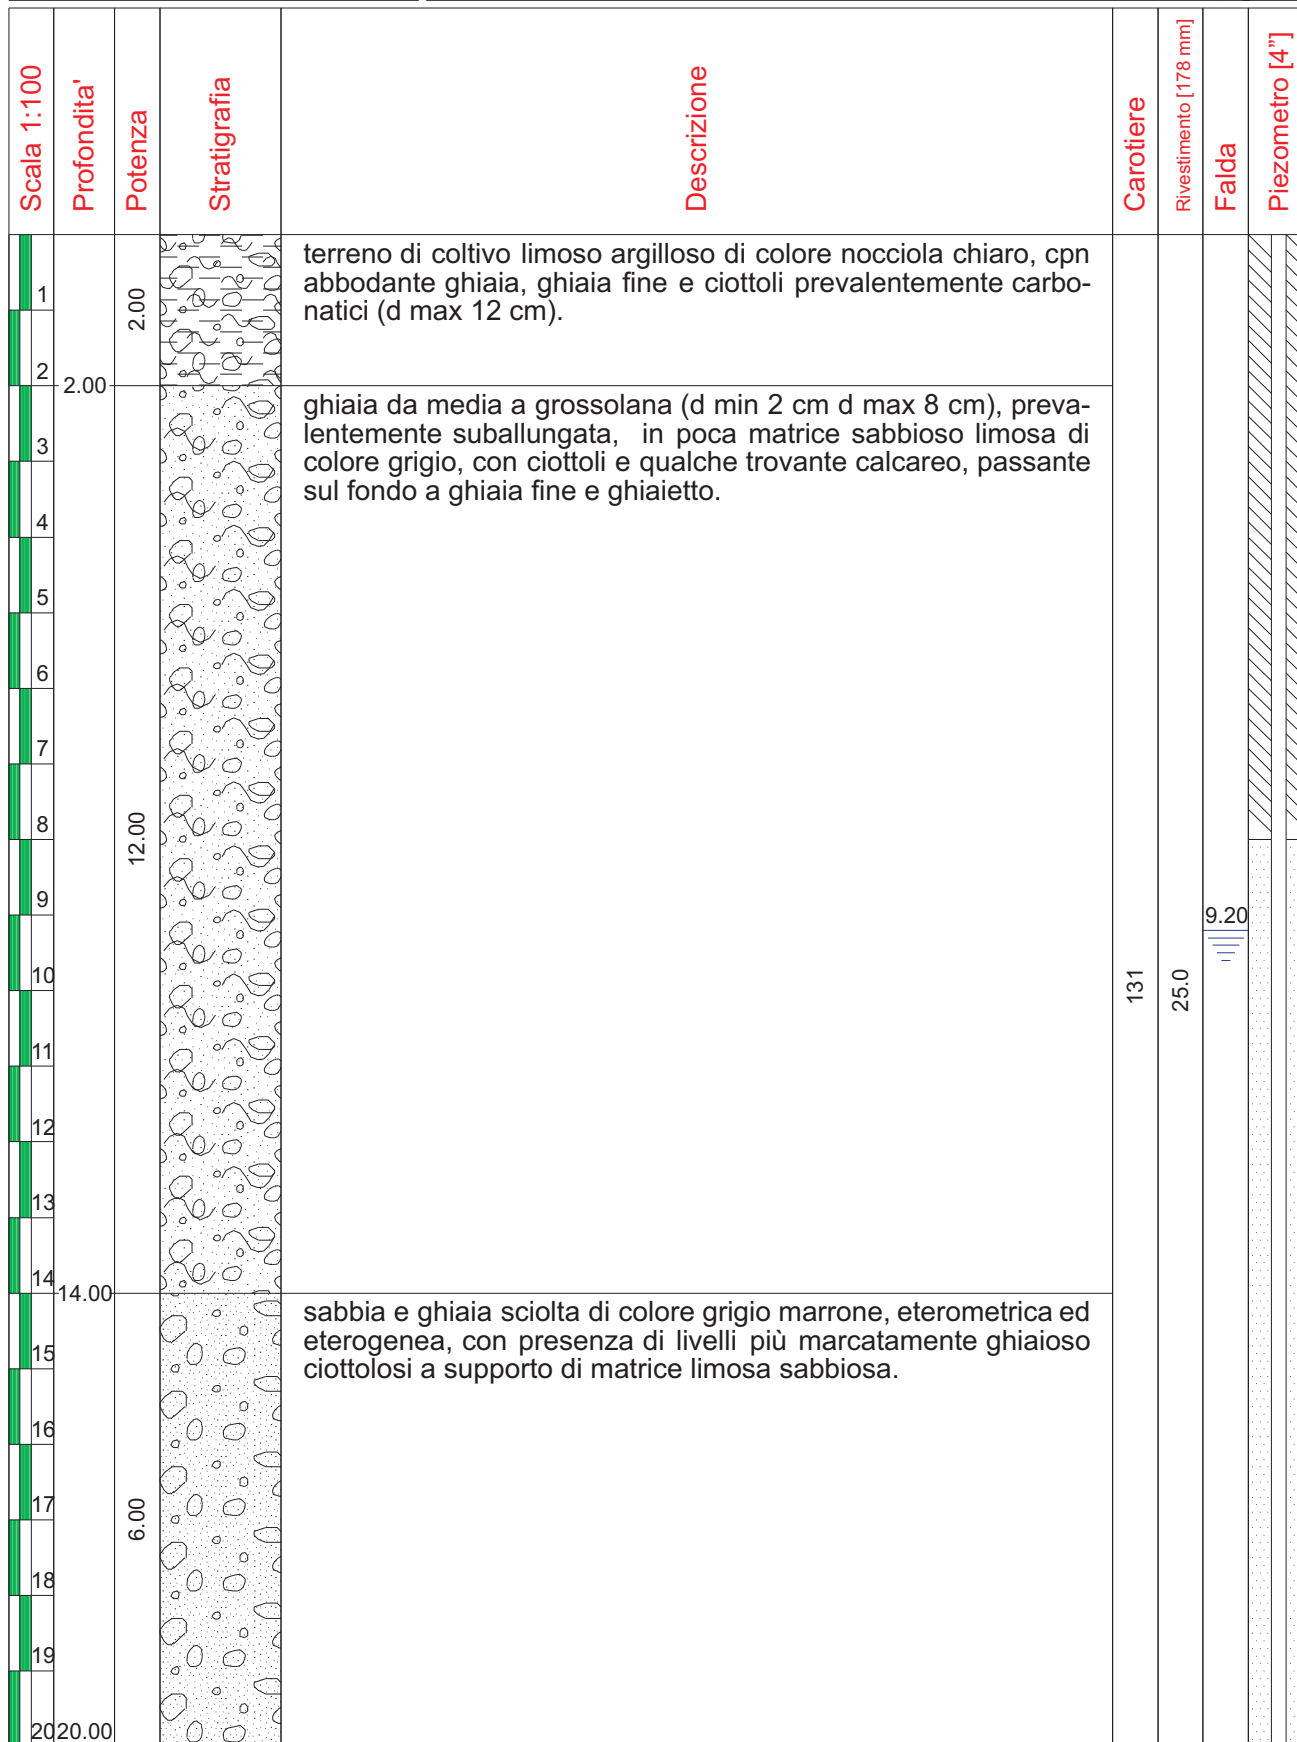 Scala 1:100
Profondita'
Potenza
Stratigrafia
Descrizione
Carotiere
Rivestimento [178 mm]
Falda
Piezometro [4”]
terreno di coltivo limoso argilloso di colore nocciola chiaro, cpn
abbodante ghiaia, ghiaia fine e ciottoli prevalentemente carbo-
natici (d max 12 cm).
1
2.00
2
2.00
ghiaia da media a grossolana (d min 2 cm d max 8 cm), preva-
lentemente suballungata, in poca matrice sabbioso limosa di
colore grigio, con ciottoli e qualche trovante calcareo, passante
sul fondo a ghiaia fine e ghiaietto.
3
4
5
6
7
8
12.00
9
9.20
10
131
25.0
11
12
13
14
14.00
sabbia e ghiaia sciolta di colore grigio marrone, eterometrica ed
eterogenea, con presenza di livelli più marcatamente ghiaioso
ciottolosi a supporto di matrice limosa sabbiosa.
15
16
17
6.00
18
19
20
20.00